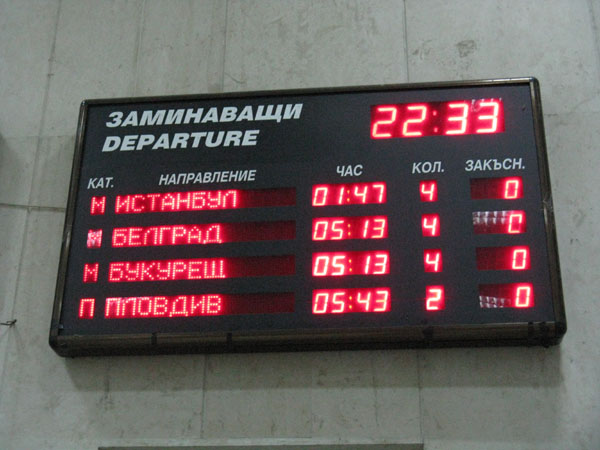 ЗАМИНАВАЩИ
DEPARTURE
22:33
КАТ. НАПРАВЛЕНИЕ ЧАС КОЛ. ЗАКЪСН.
М ИСТАНБУЛ 01:47 4 0
М БЕЛГРАД 05:13 4 0
М БУКУРЕЩ 05:13 4 0
П ПЛОВДИВ 05:43 2 0